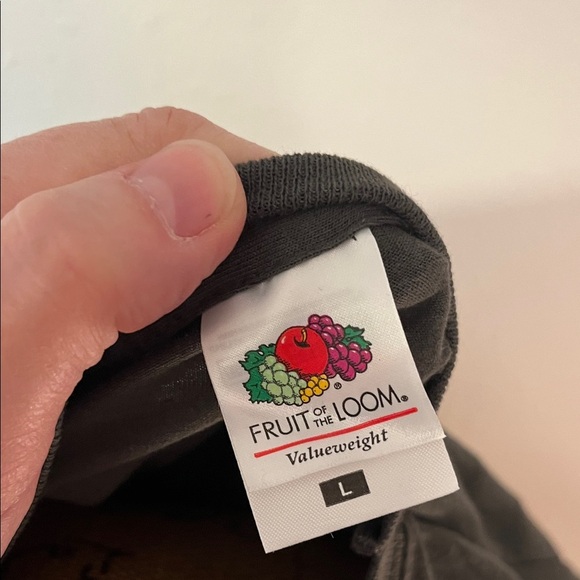 FRUIT OF THE LOOM®
Valueweight
L